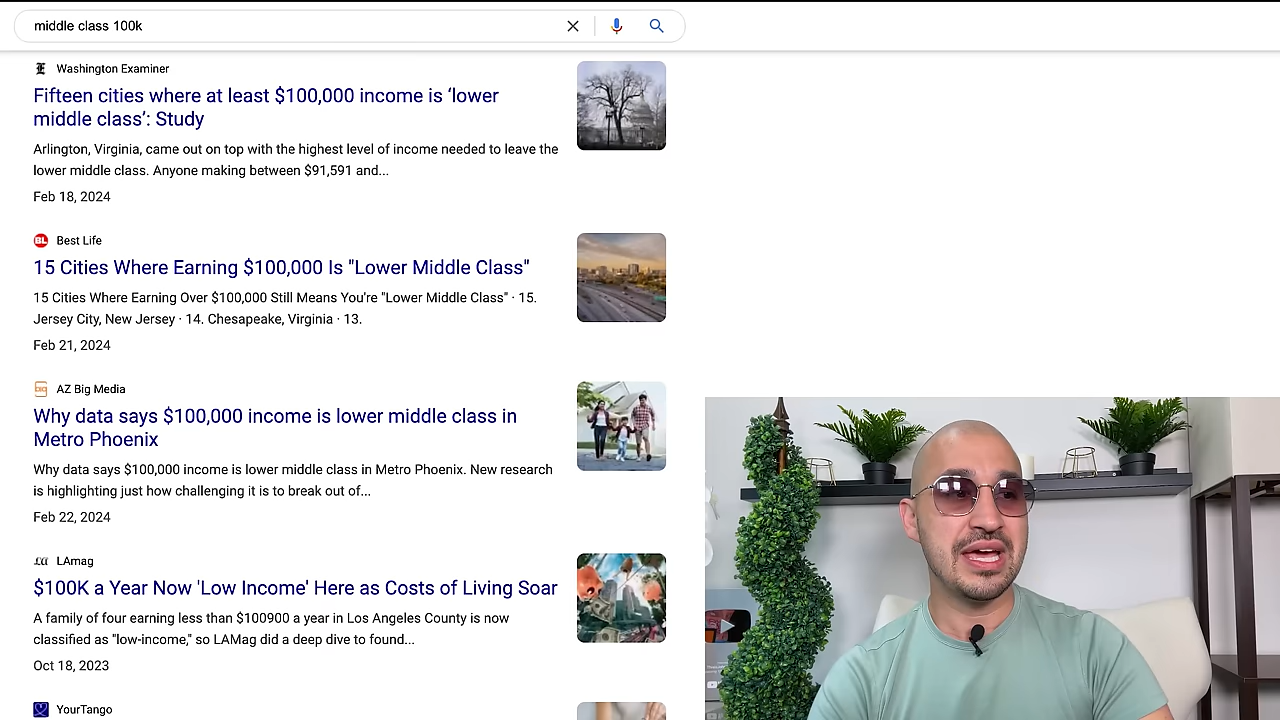 middle class 100k
Washington Examiner
Fifteen cities where at least $100,000 income is ‘lower
middle class’: Study
Arlington, Virginia, came out on top with the highest level of income needed to leave the
lower middle class. Anyone making between $91,591 and...
Feb 18, 2024
BL Best Life
15 Cities Where Earning $100,000 Is "Lower Middle Class"
15 Cities Where Earning Over $100,000 Still Means You're "Lower Middle Class" · 15.
Jersey City, New Jersey · 14. Chesapeake, Virginia · 13.
Feb 21, 2024
AZ Big Media
Why data says $100,000 income is lower middle class in
Metro Phoenix
Why data says $100,000 income is lower middle class in Metro Phoenix. New research
is highlighting just how challenging it is to break out of...
Feb 22, 2024
LA LAmag
$100K a Year Now 'Low Income' Here as Costs of Living Soar
A family of four earning less than $100900 a year in Los Angeles County is now
classified as "low-income," so LAMag did a deep dive to found...
Oct 18, 2023
YourTango